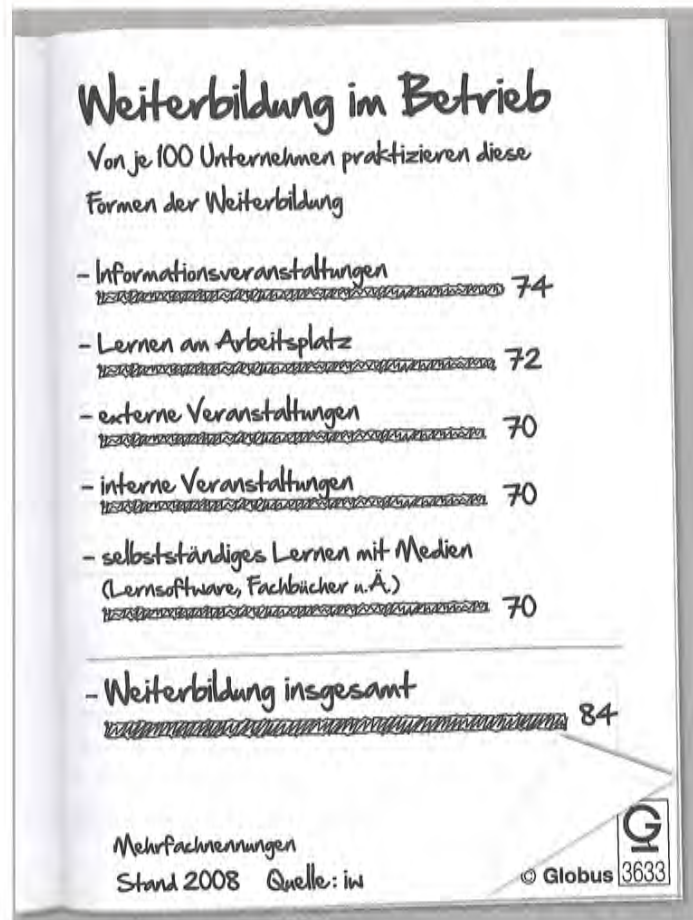 Weiterbildung im Betrieb
Von je 100 Unternehmen praktizieren diese
Formen der Weiterbildung
- Informationsveranstaltungen
74
- Lernen am Arbeitsplatz
72
- externe Veranstaltungen
70
- interne Veranstaltungen
70
- selbstständiges Lernen mit Medien
(Lernsoftware, Fachbücher u.Ä.)
70
- Weiterbildung insgesamt
84
Mehrfachnennungen
Stand 2008 Quelle: iw
© Globus 3633